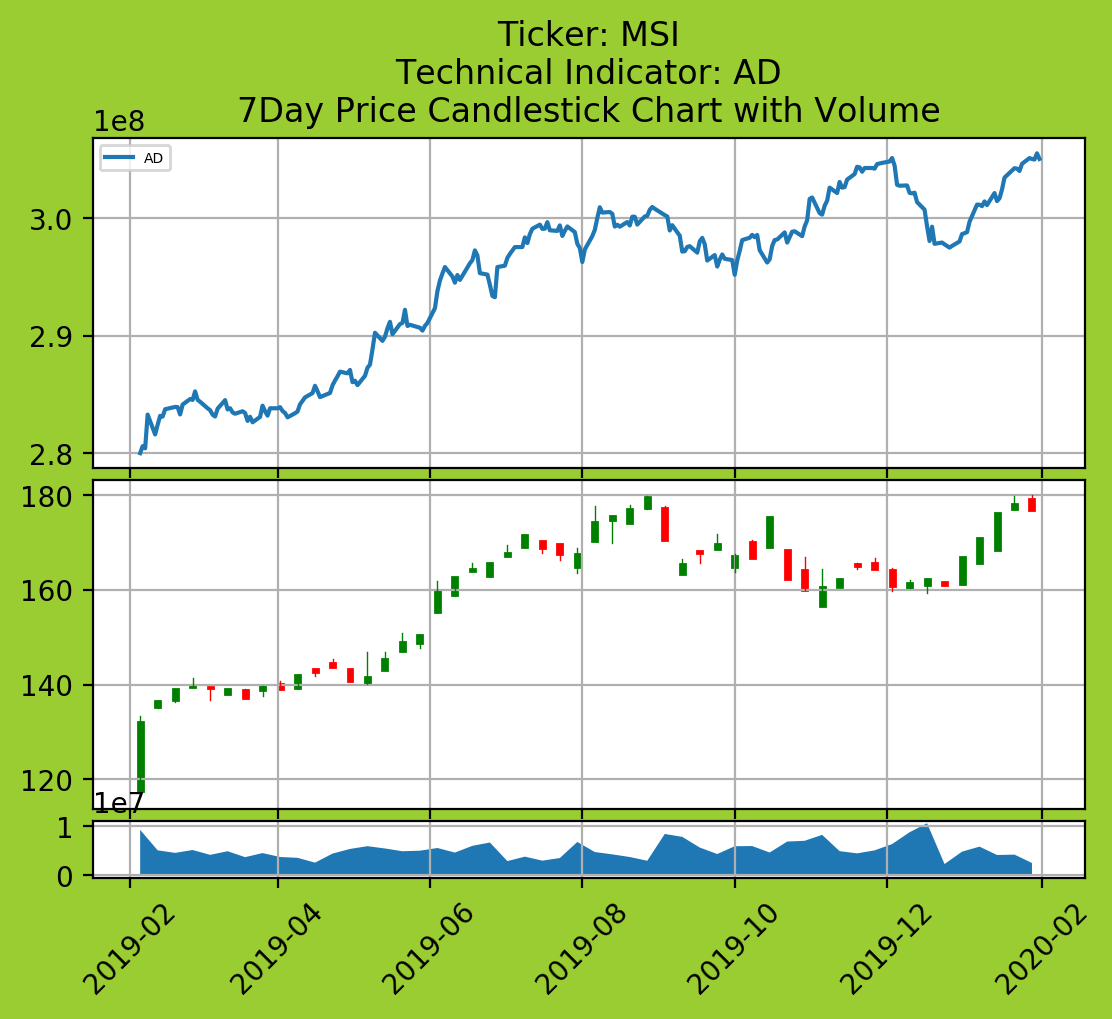 Ticker: MSI
Technical Indicator: AD
7Day Price Candlestick Chart with Volume
1e8
AD
3.0
2.9
2.8
180
160
140
120
1e7
1
0
2019-02
2019-04
2019-06
2019-08
2019-10
2019-12
2020-02